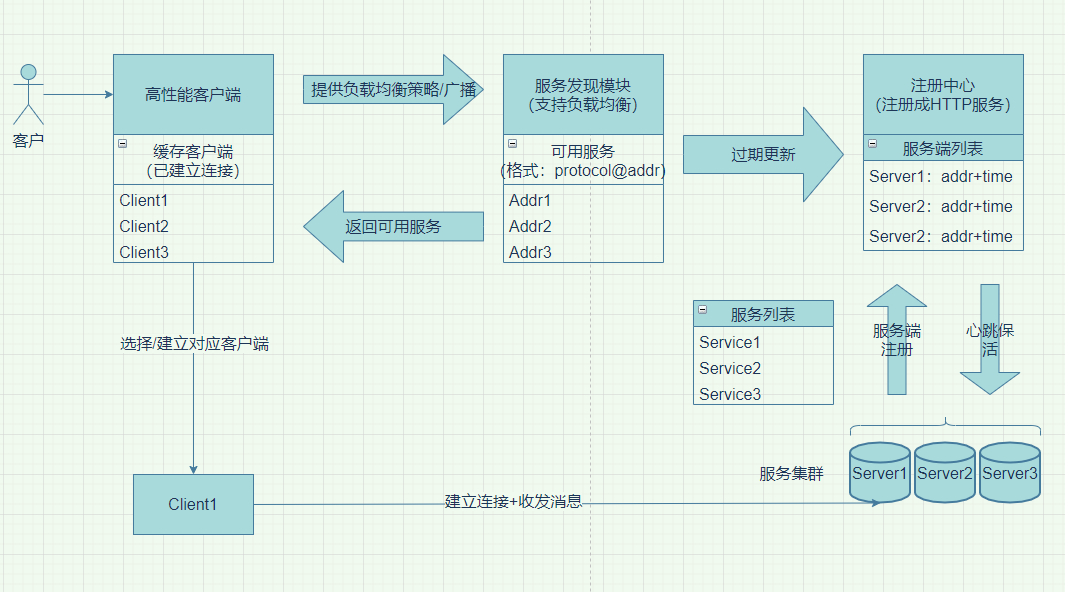 客户
高性能客户端
缓存客户端
（已建立连接）
Client1
Client2
Client3
提供负载均衡策略/广播
返回可用服务
服务发现模块
（支持负载均衡）
可用服务
（格式：protocol@addr)
Addr1
Addr2
Addr3
过期更新
注册中心
（注册成HTTP服务）
服务端列表
Server1：addr+time
Server2：addr+time
Server2：addr+time
服务列表
Service1
Service2
Service3
服务端
注册
心跳保
活
选择/建立对应客户端
服务集群
Server1
Server2
Server3
Client1
建立连接+收发消息